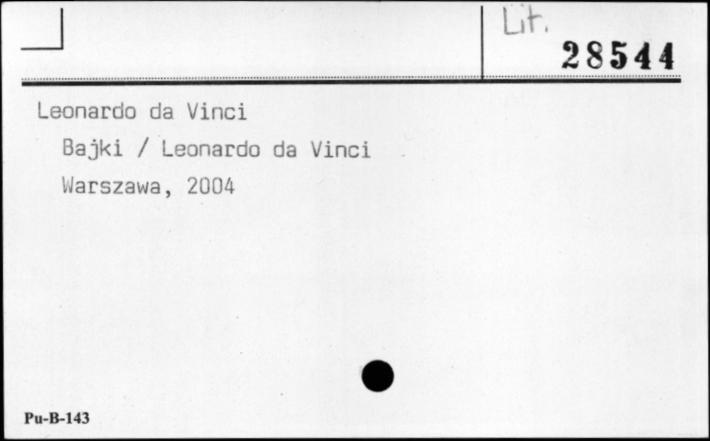 Lit.
28544
Leonardo da Vinci
Bajki / Leonardo da Vinci
Warszawa, 2004
Pu-B-143